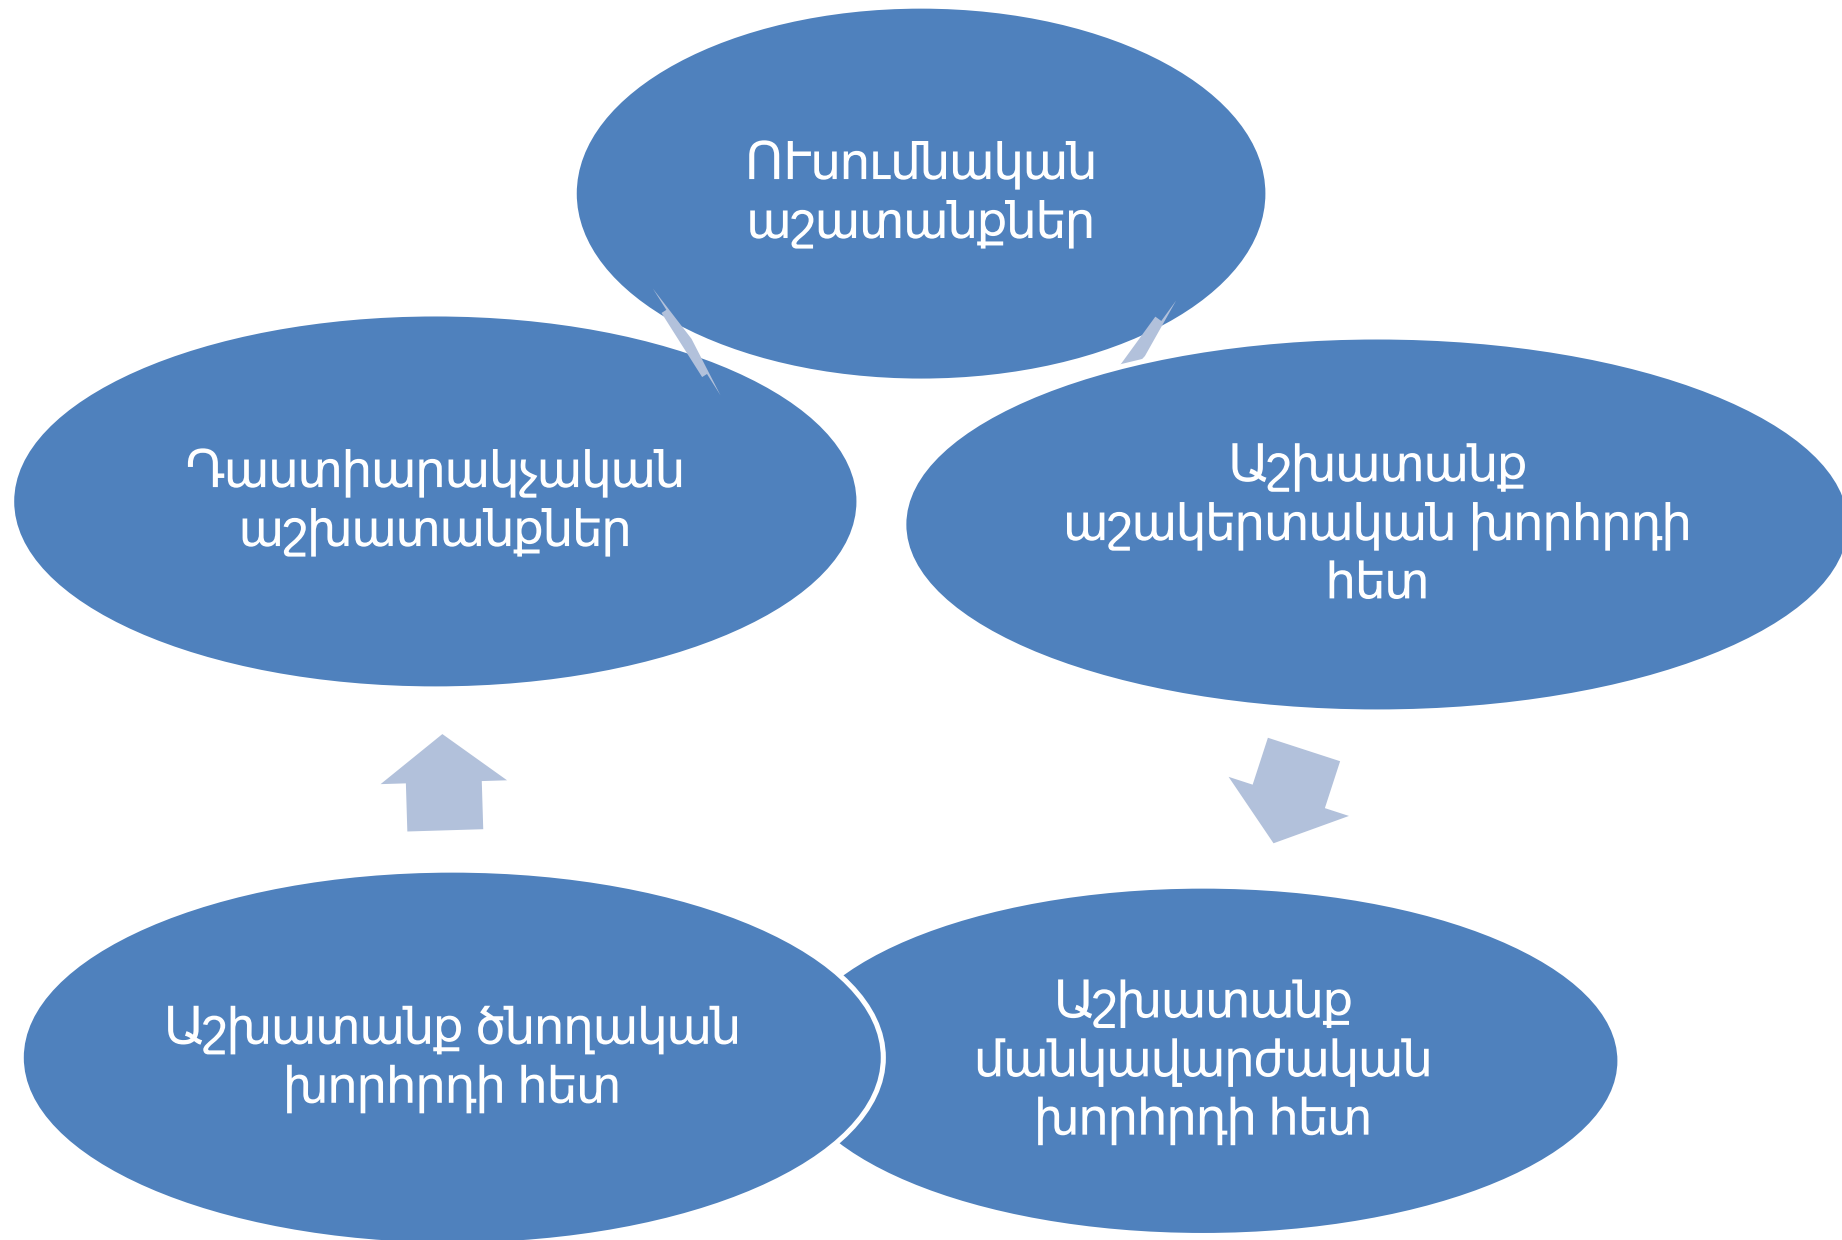 ՈՒսումնական
աշատանքներ
Դաստիարակչական
աշխատանքներ
Աշխատանք
աշակերտական խորհրդի
հետ
Աշխատանք ծնողական
խորհրդի հետ
Աշխատանք
մանկավարժական
խորհրդի հետ